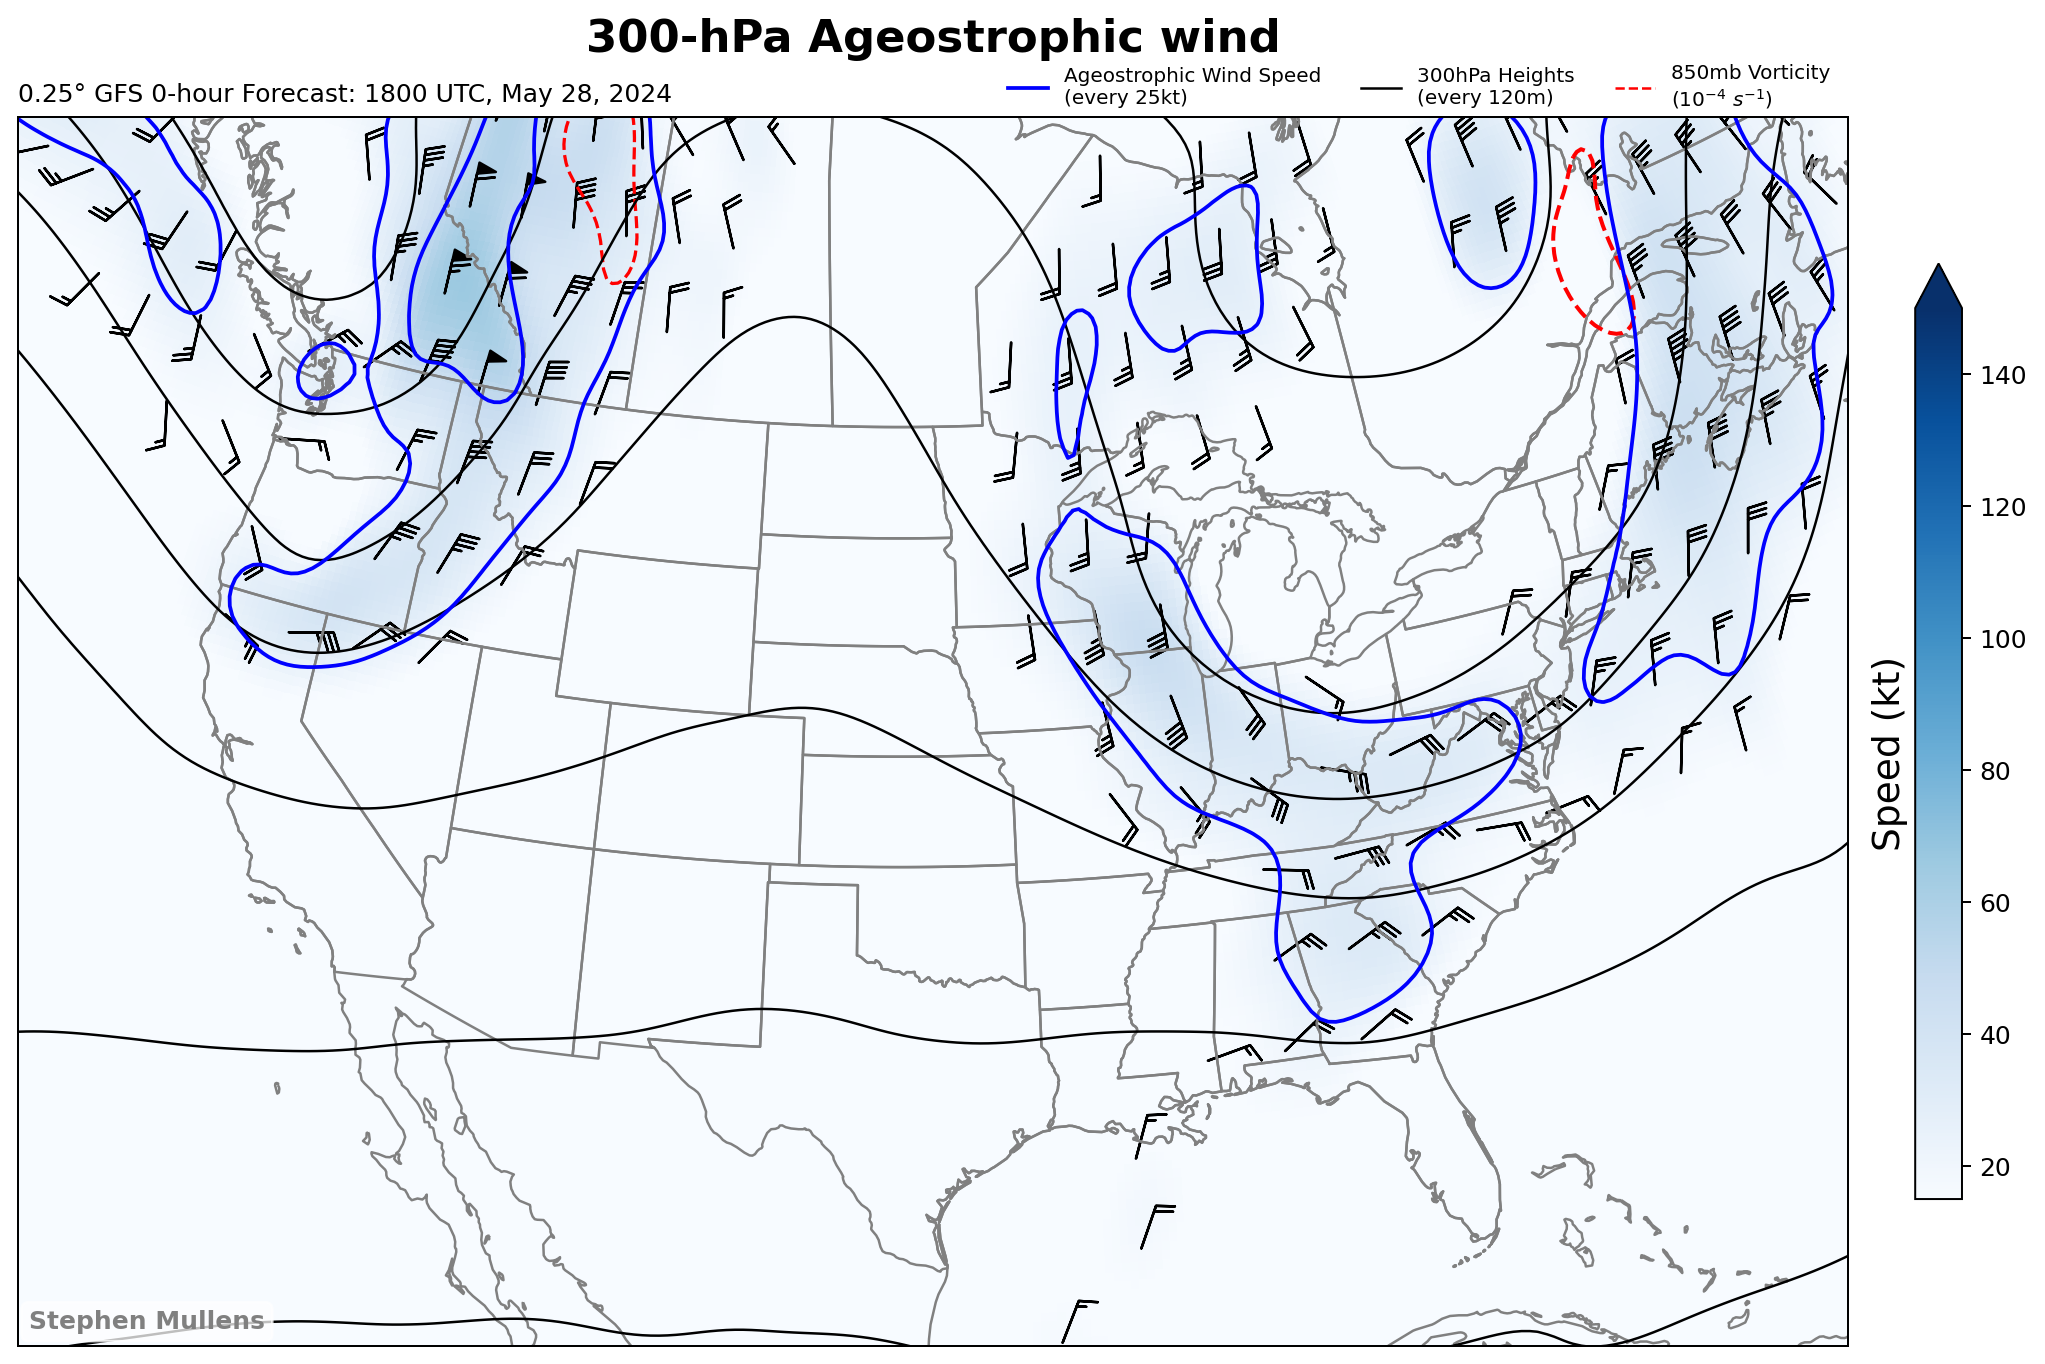 300-hPa Ageostrophic wind
0.25° GFS 0-hour Forecast: 1800 UTC, May 28, 2024
Ageostrophic Wind Speed
(every 25kt)
300hPa Heights
(every 120m)
850mb Vorticity
(10⁻⁴ s⁻¹)
140
120
100
80
60
40
20
Speed (kt)
Stephen Mullens